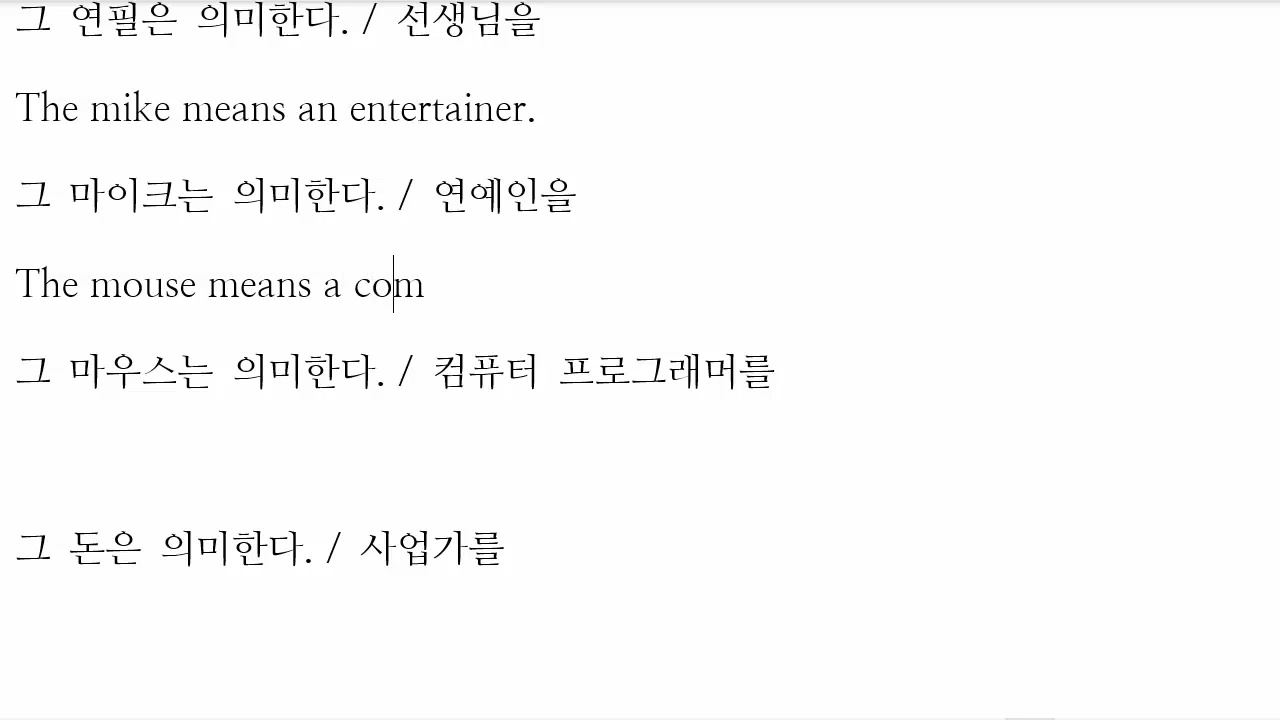 그 연필은 의미한다. / 선생님을
The mike means an entertainer.
그 마이크는 의미한다. / 연예인을
The mouse means a com
그 마우스는 의미한다. / 컴퓨터 프로그래머를
그 돈은 의미한다. / 사업가를